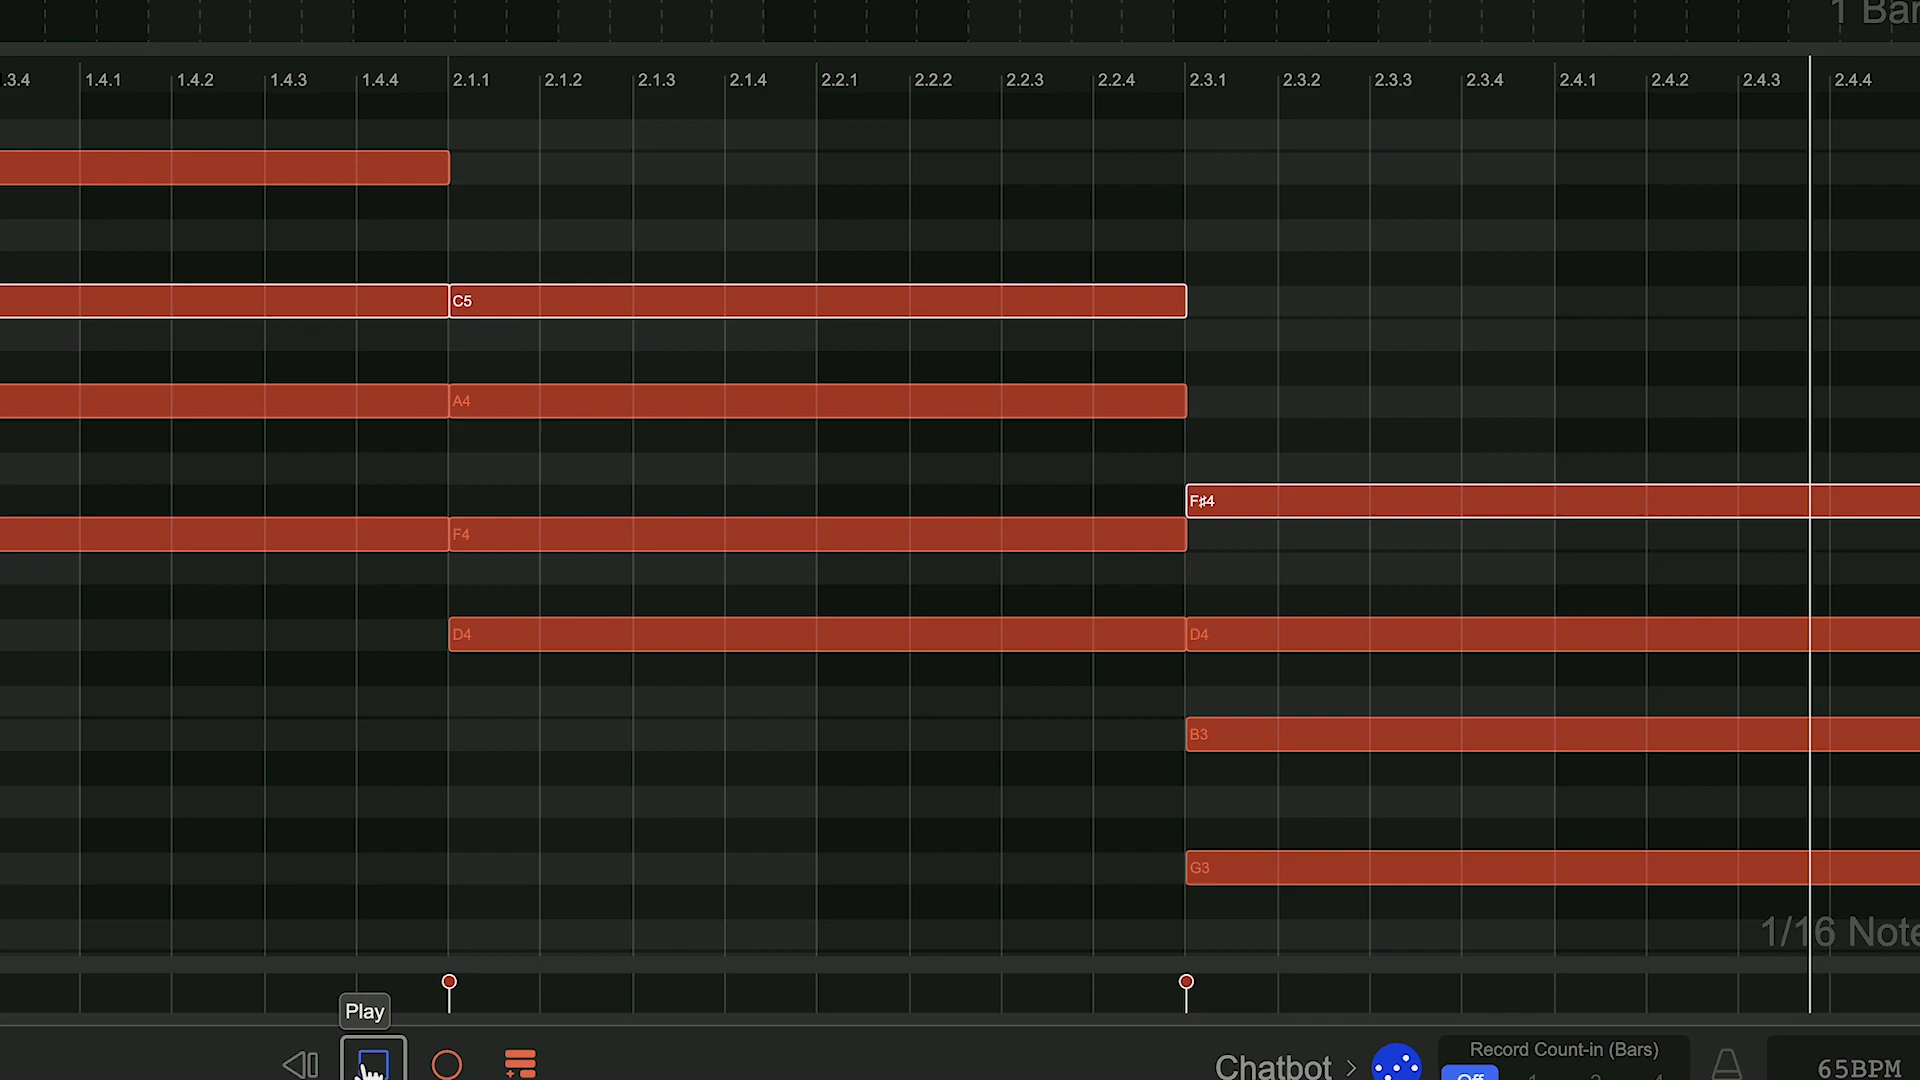 1 Bar
.3.4 1.4.1 1.4.2 1.4.3 1.4.4 2.1.1 2.1.2 2.1.3 2.1.4 2.2.1 2.2.2 2.2.3 2.2.4 2.3.1 2.3.2 2.3.3 2.3.4 2.4.1 2.4.2 2.4.3 2.4.4
C5
A4
F♯4
F4
D4 D4
B3
G3
1/16 Note
Play
Record Count-in (Bars)
Chatbot > 65BPM
Off 1 2 4